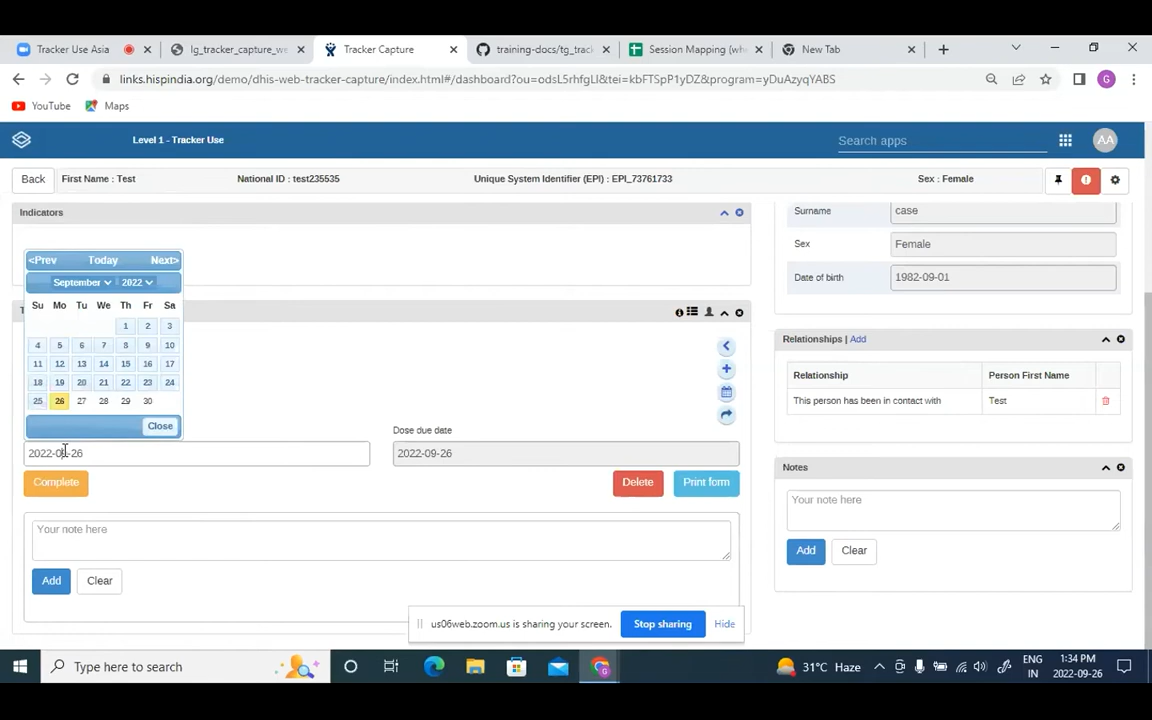 Tracker Use Asia
lg_tracker_capture_we
Tracker Capture
training-docs/tg_track
Session Mapping (whe
New Tab
links.hispindia.org/demo/dhis-web-tracker-capture/index.html#/dashboard?ou=odsL5rhfgLl&tei=kbFTSpP1yDZ&program=yDuAzyqYABS
G
YouTube
Maps
Level 1 - Tracker Use
Search apps
AA
Back
First Name : Test
National ID : test235535
Unique System Identifier (EPI) : EPI_73761733
Sex : Female
Indicators
Surname
case
Sex
Female
Date of birth
1982-09-01
<Prev
Today
Next>
September
2022
Su Mo Tu We Th Fr Sa
1 2 3
4 5 6 7 8 9 10
11 12 13 14 15 16 17
18 19 20 21 22 23 24
25 26 27 28 29 30
Close
Dose due date
2022-09-26
2022-09-26
Complete
Delete
Print form
Your note here
Add
Clear
Relationships | Add
Relationship
Person First Name
This person has been in contact with
Test
Notes
Your note here
Add
Clear
us06web.zoom.us is sharing your screen.
Stop sharing
Hide
Type here to search
31°C Haze
ENG
IN
1:34 PM
2022-09-26